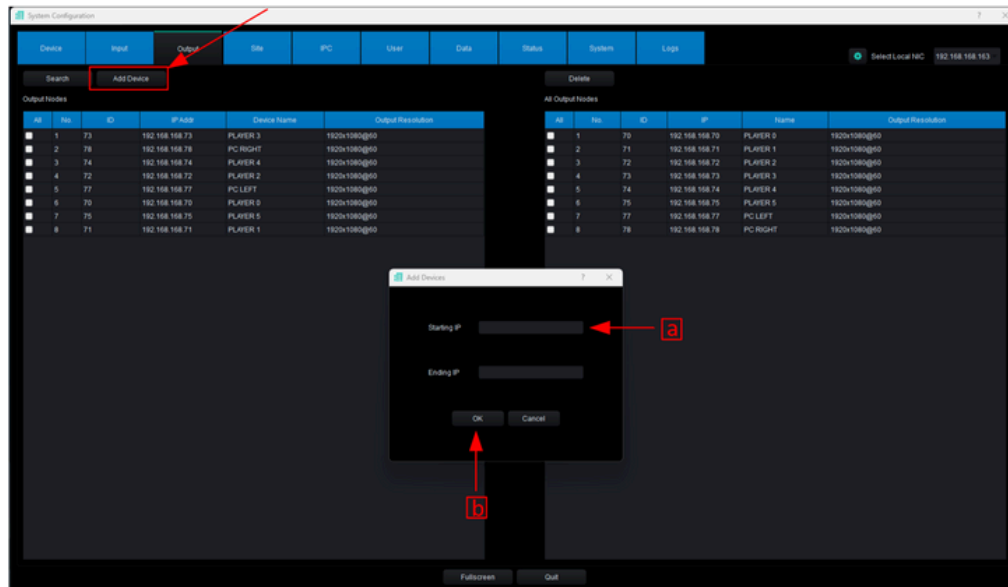 System Configuration
Device Input Output Site IPC User Data Status System Logs
Select Local NIC 192.168.168.163
Search Add Device Delete
Output Nodes All Output Nodes
All No. ID IP Addr Device Name Output Resolution All No. ID IP Name Output Resolution
1 73 192.168.168.73 PLAYER 3 1920x1080@60 1 70 192.168.168.70 PLAYER 0 1920x1080@60
2 78 192.168.168.78 PC RIGHT 1920x1080@60 2 71 192.168.168.71 PLAYER 1 1920x1080@60
3 74 192.168.168.74 PLAYER 4 1920x1080@60 3 72 192.168.168.72 PLAYER 2 1920x1080@60
4 72 192.168.168.72 PLAYER 2 1920x1080@60 4 73 192.168.168.73 PLAYER 3 1920x1080@60
5 77 192.168.168.77 PC LEFT 1920x1080@60 5 74 192.168.168.74 PLAYER 4 1920x1080@60
6 70 192.168.168.70 PLAYER 0 1920x1080@60 6 75 192.168.168.75 PLAYER 5 1920x1080@60
7 75 192.168.168.75 PLAYER 5 1920x1080@60 7 77 192.168.168.77 PC LEFT 1920x1080@60
8 71 192.168.168.71 PLAYER 1 1920x1080@60 8 78 192.168.168.78 PC RIGHT 1920x1080@60
Add Devices
Starting IP
a
Ending IP
OK Cancel
b
Fullscreen Quit